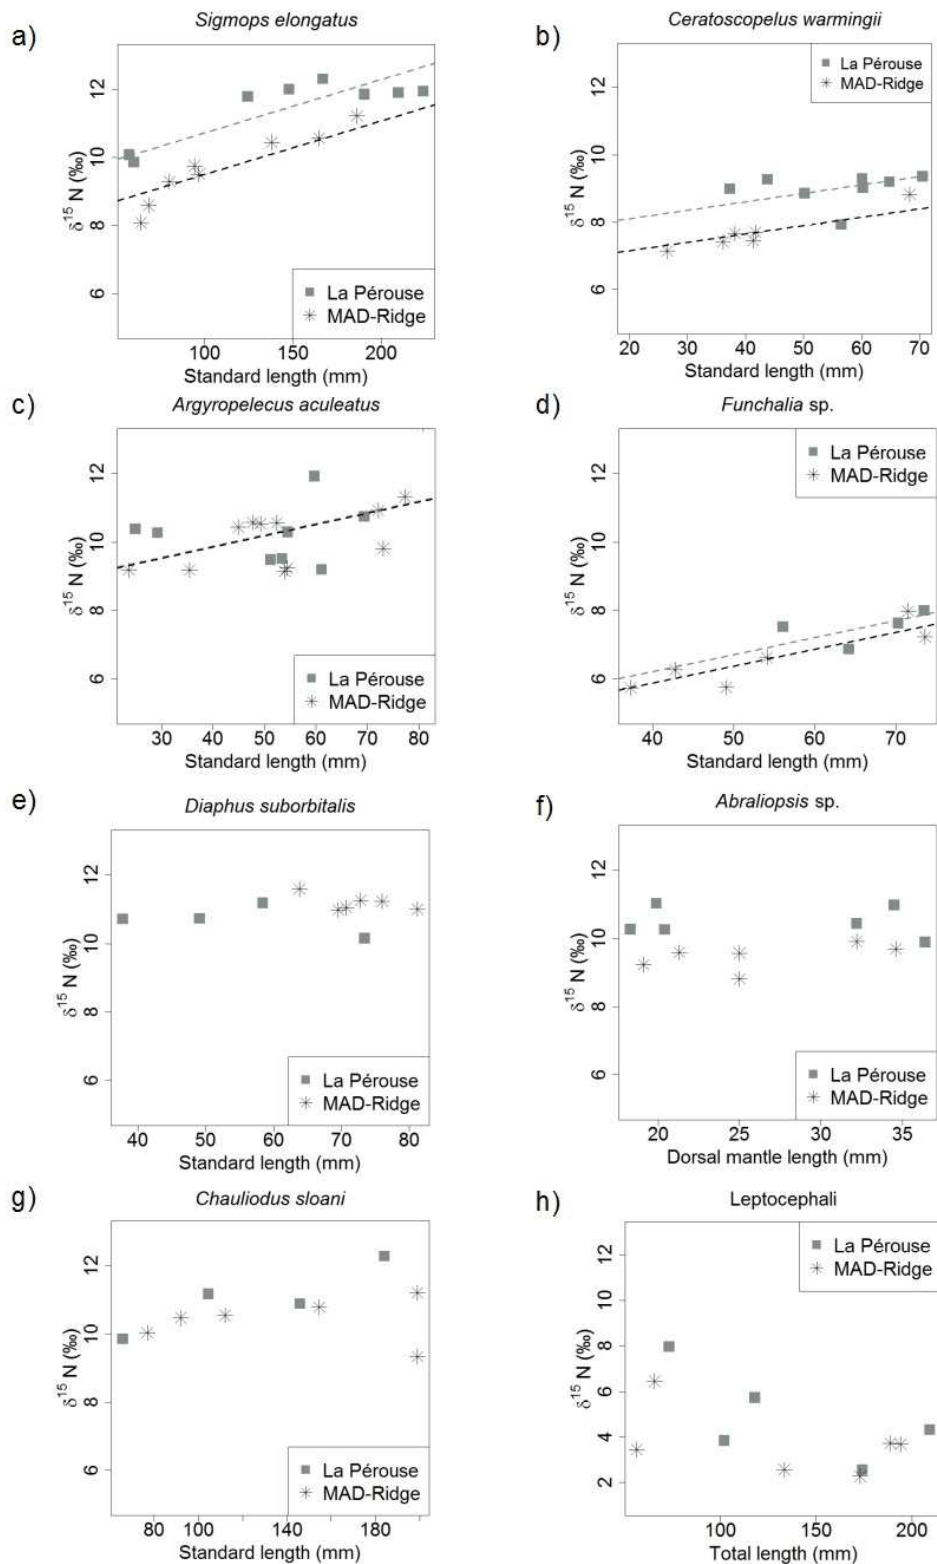 a)
Sigmops elongatus
δ15 N (‰)
12
10
8
6
La Pérouse
MAD-Ridge
100 150 200
Standard length (mm)
b)
Ceratoscopelus warmingii
δ15 N (‰)
12
10
8
6
La Pérouse
MAD-Ridge
20 30 40 50 60 70
Standard length (mm)
c)
Argyropelecus aculeatus
δ15 N (‰)
12
10
8
6
La Pérouse
MAD-Ridge
30 40 50 60 70 80
Standard length (mm)
d)
Funchalia sp.
δ15 N (‰)
12
10
8
6
La Pérouse
MAD-Ridge
40 50 60 70
Standard length (mm)
e)
Diaphus suborbitalis
δ15 N (‰)
12
10
8
6
La Pérouse
MAD-Ridge
40 50 60 70 80
Standard length (mm)
f)
Abraliopsis sp.
δ15 N (‰)
12
10
8
6
La Pérouse
MAD-Ridge
20 25 30 35
Dorsal mantle length (mm)
g)
Chauliodus sloani
δ15 N (‰)
12
10
8
6
La Pérouse
MAD-Ridge
80 100 140 180
Standard length (mm)
h)
Leptocephali
δ15 N (‰)
12
10
8
6
4
2
La Pérouse
MAD-Ridge
100 150 200
Total length (mm)